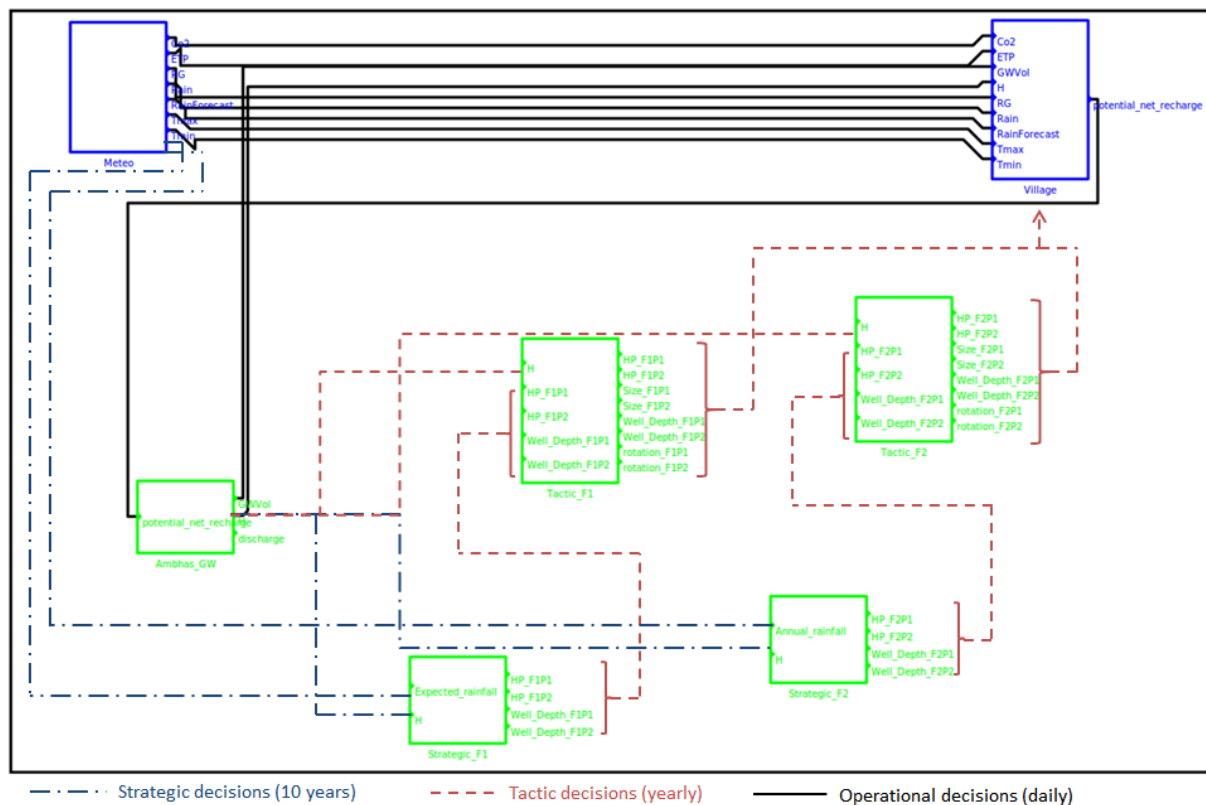 Co2
ETP
RG
Rain
RainForecast
Tmax
Tmin
Meteo
Co2
ETP
GWVol
H
RG
Rain
RainForecast
Tmax
Tmin
potential_net_recharge
Village
H
HP_F1P1
HP_F1P2
Well_Depth_F1P1
Well_Depth_F1P2
HP_F1P1
HP_F1P2
Size_F1P1
Size_F1P2
Well_Depth_F1P1
Well_Depth_F1P2
rotation_F1P1
rotation_F1P2
Tactic_F1
H
HP_F2P1
HP_F2P2
Well_Depth_F2P1
Well_Depth_F2P2
HP_F2P1
HP_F2P2
Size_F2P1
Size_F2P2
Well_Depth_F2P1
Well_Depth_F2P2
rotation_F2P1
rotation_F2P2
Tactic_F2
potential_net_recharge
GWVol
discharge
Ambhas_GW
Annual_rainfall
H
HP_F2P1
HP_F2P2
Well_Depth_F2P1
Well_Depth_F2P2
Strategic_F2
Expected_rainfall
H
HP_F1P1
HP_F1P2
Well_Depth_F1P1
Well_Depth_F1P2
Strategic_F1
Strategic decisions (10 years)
Tactic decisions (yearly)
Operational decisions (daily)